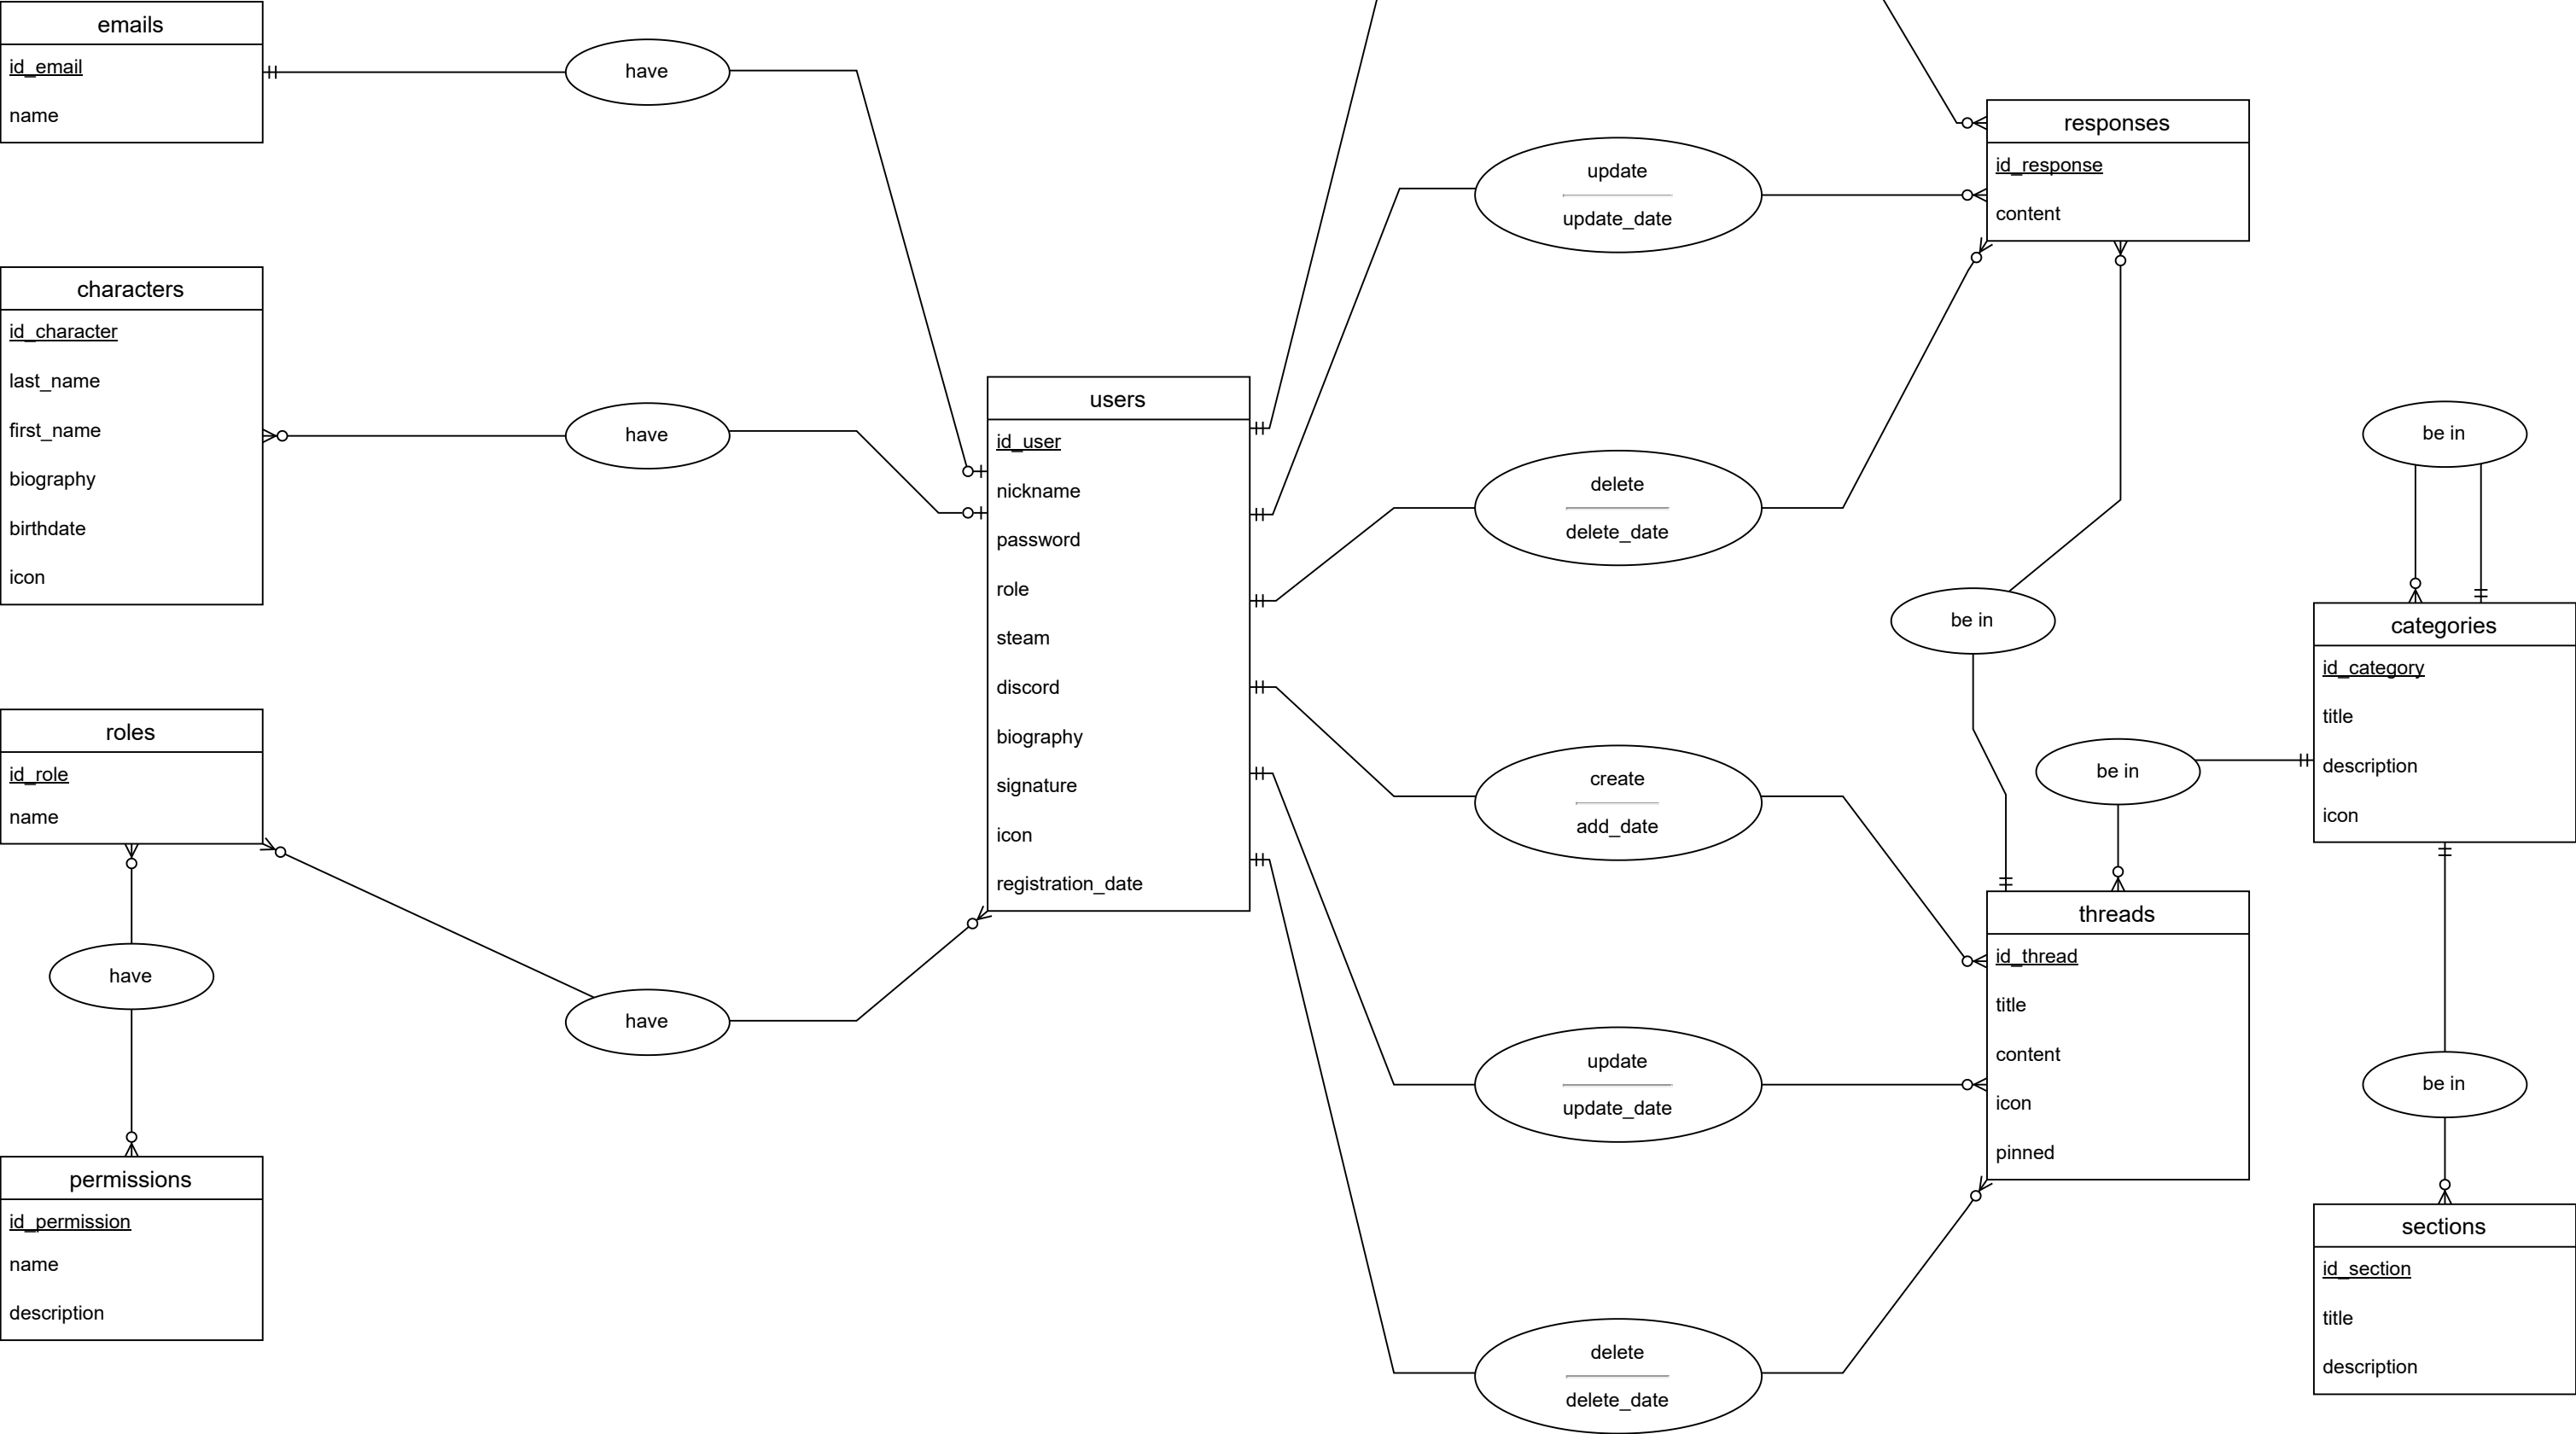 emails
id_email
name
have
characters
id_character
last_name
first_name
biography
birthdate
icon
have
roles
id_role
name
have
have
permissions
id_permission
name
description
users
id_user
nickname
password
role
steam
discord
biography
signature
icon
registration_date
update
update_date
delete
delete_date
create
add_date
update
update_date
delete
delete_date
responses
id_response
content
be in
be in
threads
id_thread
title
content
icon
pinned
be in
categories
id_category
title
description
icon
be in
sections
id_section
title
description